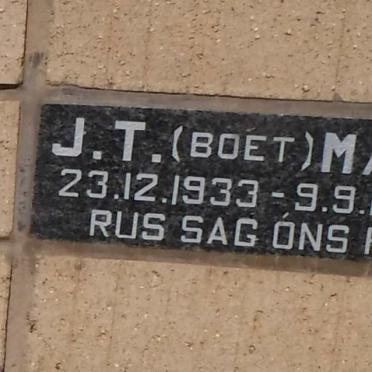 J.T. (BOET) MA
23.12.1933 - 9.9.
RUS SAG ÓNS